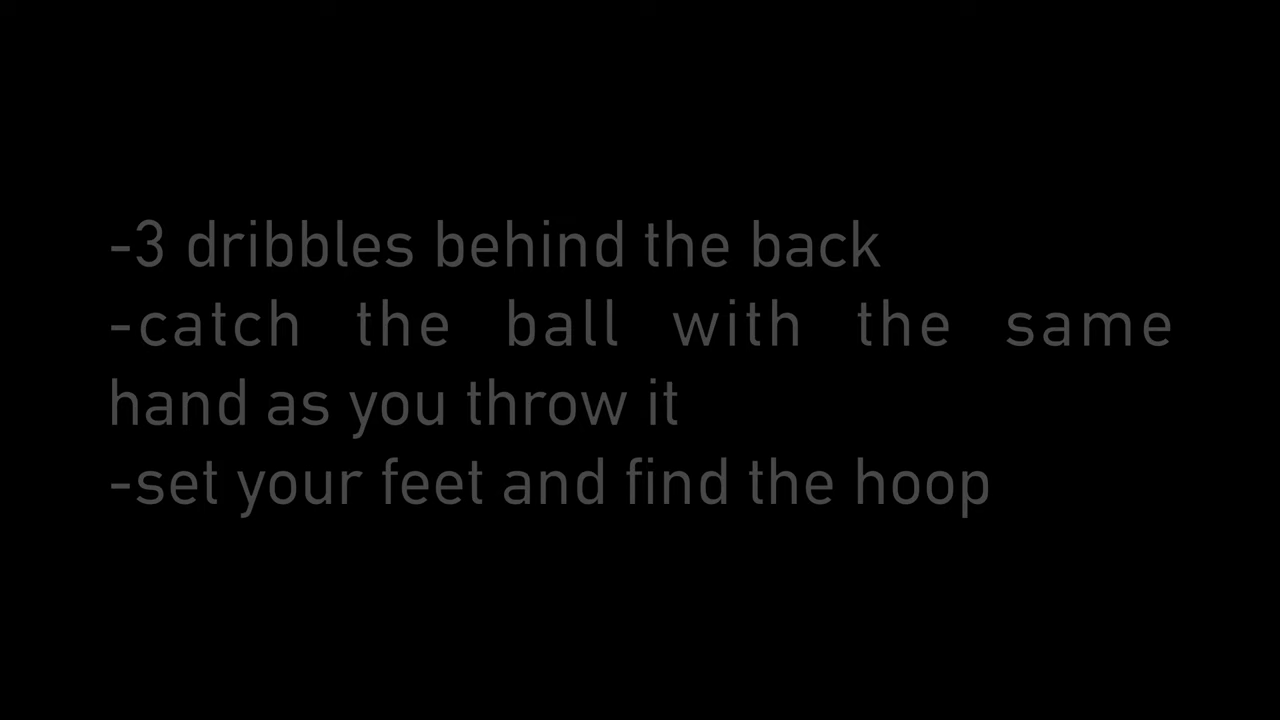 -3 dribbles behind the back
-catch the ball with the same
hand as you throw it
-set your feet and find the hoop